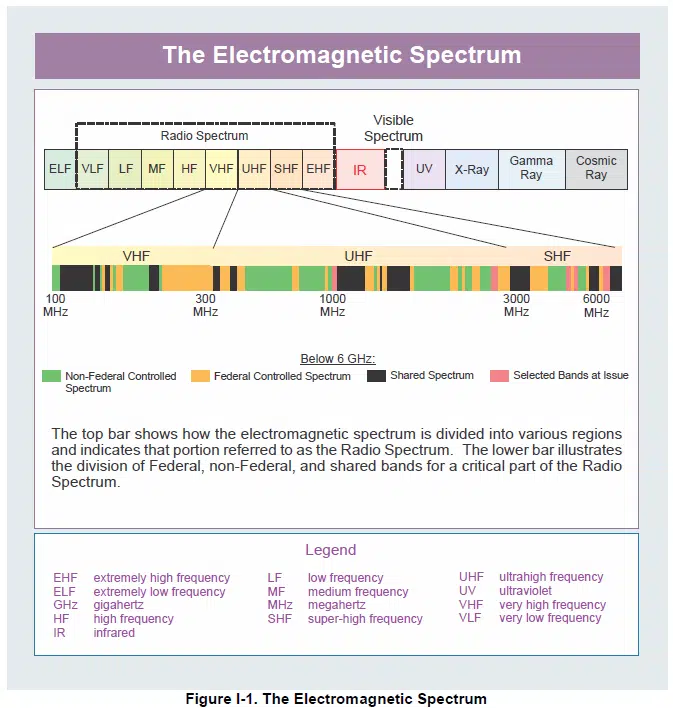 The Electromagnetic Spectrum
Visible
Spectrum
Radio Spectrum
ELF VLF LF MF HF VHF UHF SHF EHF IR UV X-Ray Gamma Ray Cosmic Ray
VHF UHF SHF
100 MHz 300 MHz 1000 MHz 3000 MHz 6000 MHz
Below 6 GHz:
Non-Federal Controlled Spectrum Federal Controlled Spectrum Shared Spectrum Selected Bands at Issue
The top bar shows how the electromagnetic spectrum is divided into various regions
and indicates that portion referred to as the Radio Spectrum. The lower bar illustrates
the division of Federal, non-Federal, and shared bands for a critical part of the Radio
Spectrum.
Legend
EHF extremely high frequency
ELF extremely low frequency
GHz gigahertz
HF high frequency
IR infrared
LF low frequency
MF medium frequency
MHz megahertz
SHF super-high frequency
UHF ultrahigh frequency
UV ultraviolet
VHF very high frequency
VLF very low frequency
Figure I-1. The Electromagnetic Spectrum